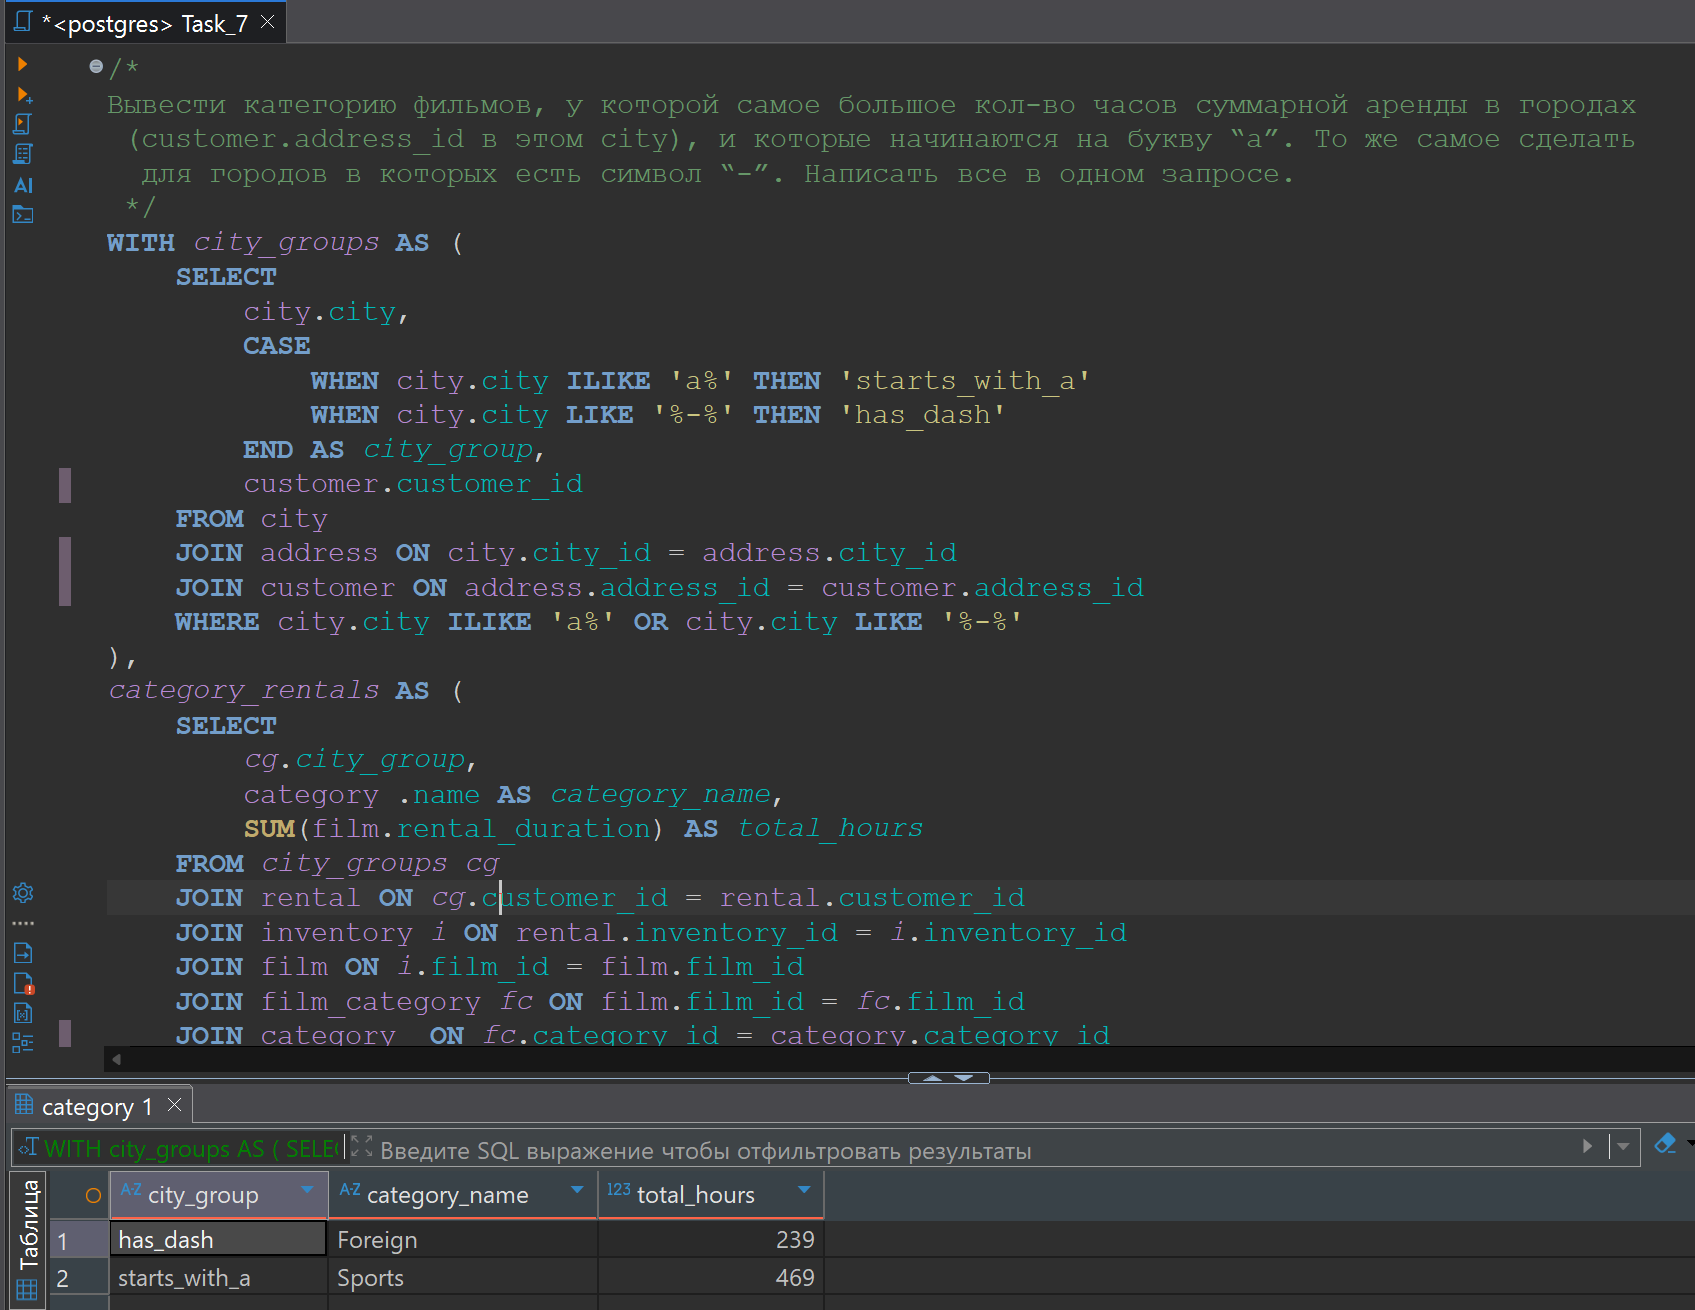 *<postgres> Task_7
/*
Вывести категорию фильмов, у которой самое большое кол-во часов суммарной аренды в городах
(customer.address_id в этом city), и которые начинаются на букву “a”. То же самое сделать
для городов в которых есть символ “-”. Написать все в одном запросе.
*/
WITH city_groups AS (
SELECT
city.city,
CASE
WHEN city.city ILIKE 'a%' THEN 'starts_with_a'
WHEN city.city LIKE '%-%' THEN 'has_dash'
END AS city_group,
customer.customer_id
FROM city
JOIN address ON city.city_id = address.city_id
JOIN customer ON address.address_id = customer.address_id
WHERE city.city ILIKE 'a%' OR city.city LIKE '%-%'
),
category_rentals AS (
SELECT
cg.city_group,
category .name AS category_name,
SUM(film.rental_duration) AS total_hours
FROM city_groups cg
JOIN rental ON cg.customer_id = rental.customer_id
JOIN inventory i ON rental.inventory_id = i.inventory_id
JOIN film ON i.film_id = film.film_id
JOIN film_category fc ON film.film_id = fc.film_id
JOIN category  ON fc.category_id = category.category_id
AI
category 1
WITH city_groups AS ( SELE Введите SQL выражение чтобы отфильтровать результаты
Таблица
A-Z city_group A-Z category_name 123 total_hours
1 has_dash Foreign 239
2 starts_with_a Sports 469